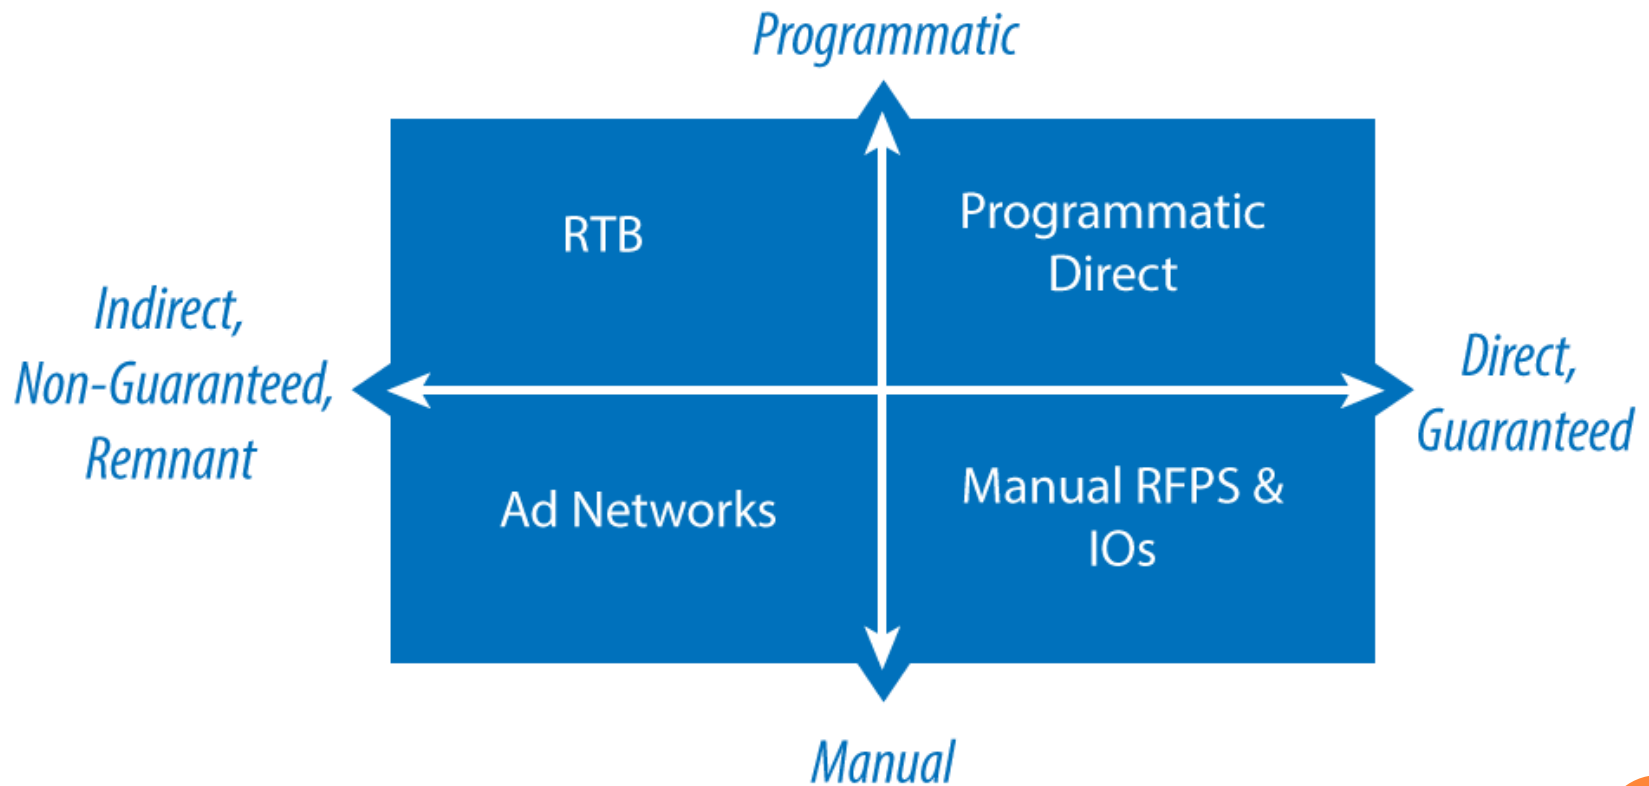 Programmatic
RTB
Programmatic
Direct
Indirect,
Non-Guaranteed,
Remnant
Direct,
Guaranteed
Ad Networks
Manual RFPS &
IOs
Manual